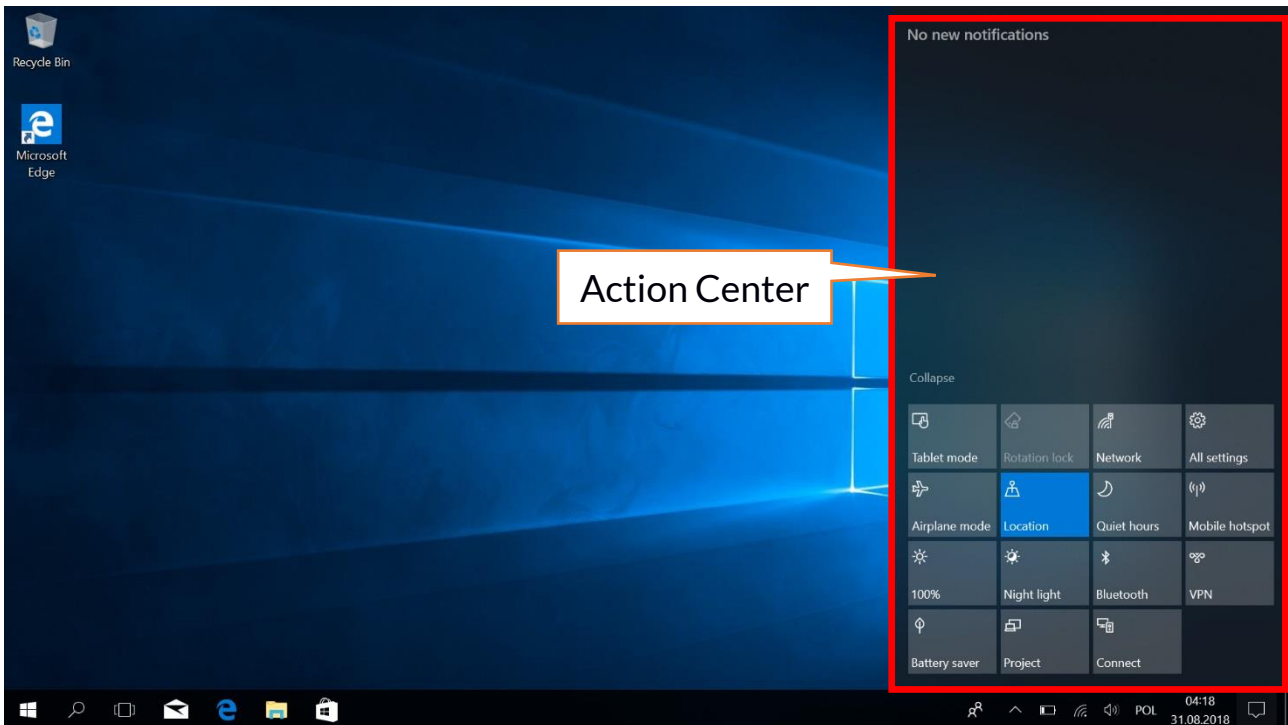 Recycle Bin
Microsoft
Edge
No new notifications
Action Center
Collapse
Tablet mode
Rotation lock
Network
All settings
Airplane mode
Location
Quiet hours
Mobile hotspot
100%
Night light
Bluetooth
VPN
Battery saver
Project
Connect
POL
04:18
31.08.2018